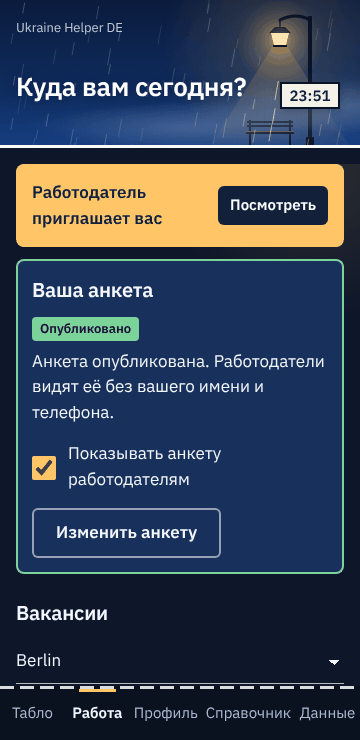 Ukraine Helper DE
Куда вам сегодня?
23:51
Работодатель
приглашает вас
Посмотреть
Ваша анкета
Опубликовано
Анкета опубликована. Работодатели
видят её без вашего имени и
телефона.
Показывать анкету
работодателям
Изменить анкету
Вакансии
Berlin
Табло Работа Профиль Справочник Данные